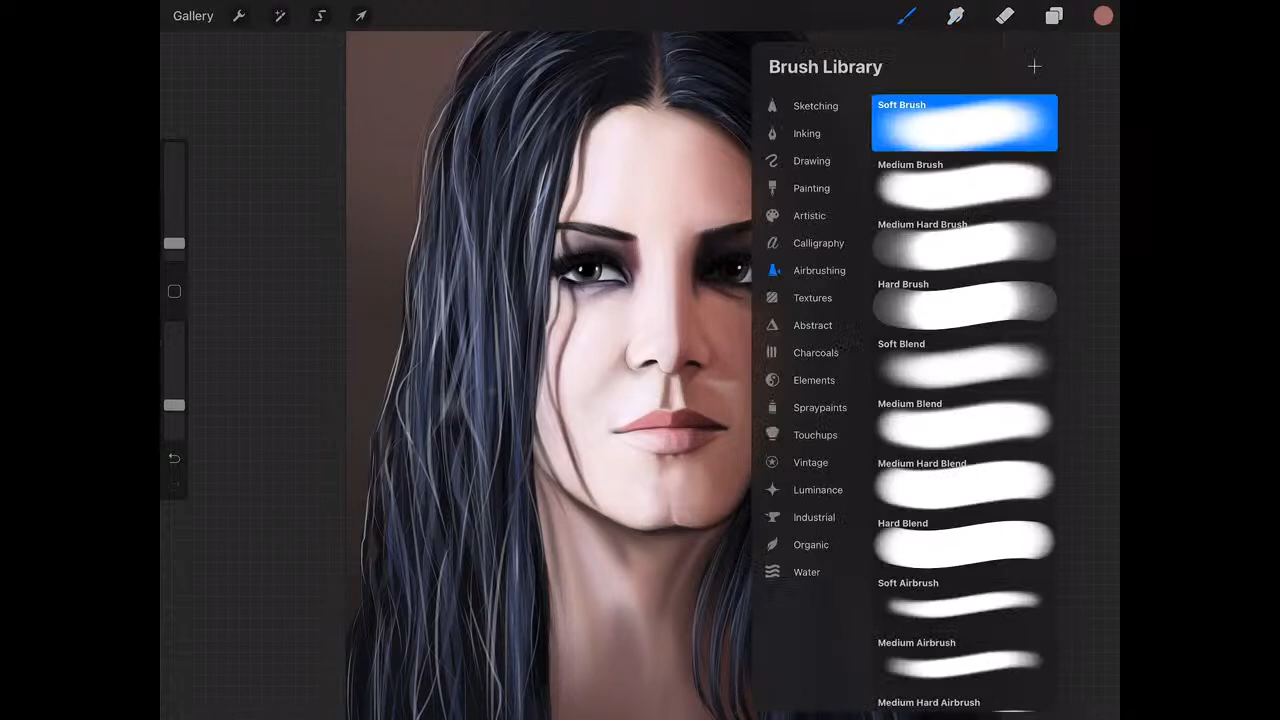 Gallery
Brush Library
Sketching
Inking
Drawing
Painting
Artistic
Calligraphy
Airbrushing
Textures
Abstract
Charcoals
Elements
Spraypaints
Touchups
Vintage
Luminance
Industrial
Organic
Water
Soft Brush
Medium Brush
Medium Hard Brush
Hard Brush
Soft Blend
Medium Blend
Medium Hard Blend
Hard Blend
Soft Airbrush
Medium Airbrush
Medium Hard Airbrush